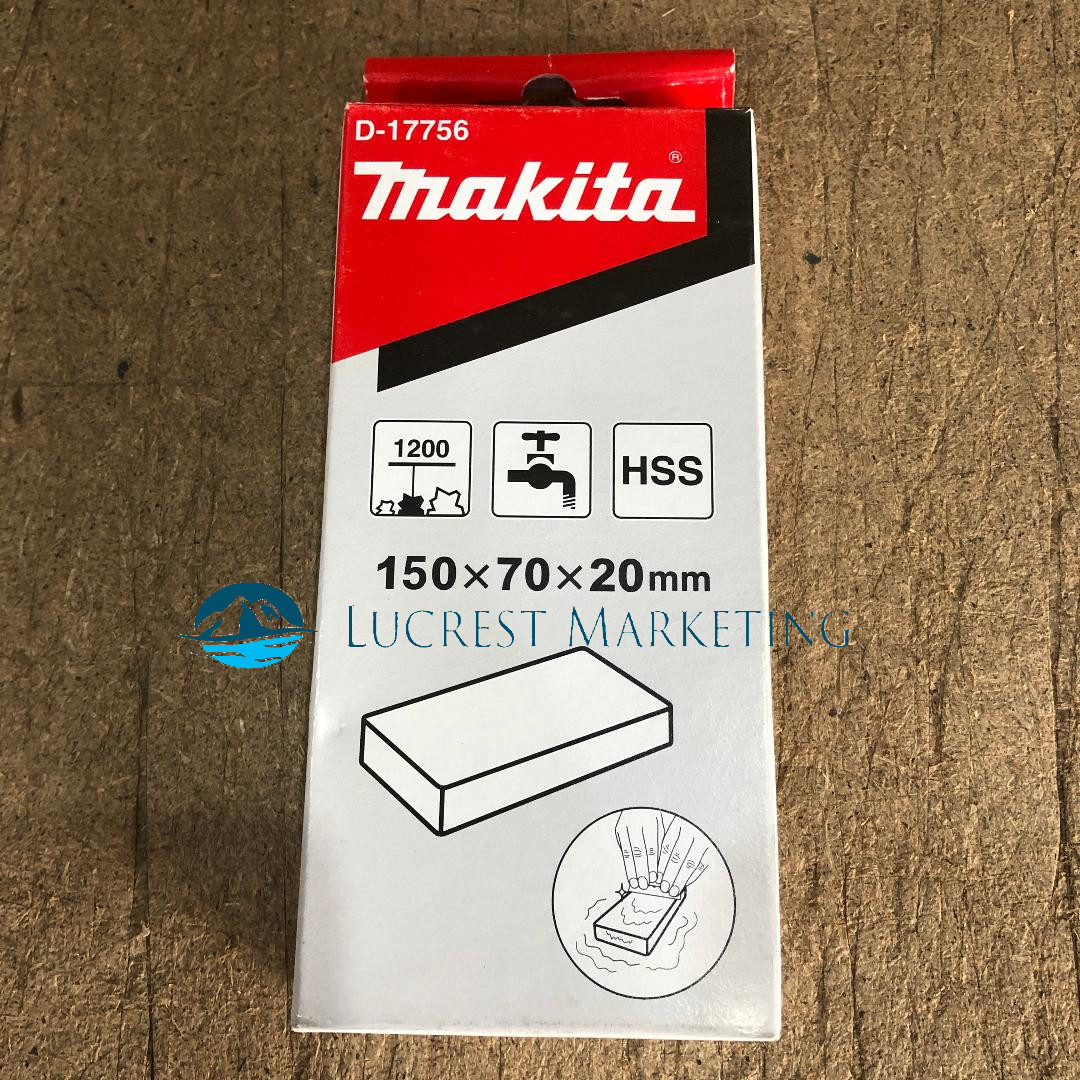 D-17756
makita®
1200
HSS
150×70×20mm
LUCREST MARKETING